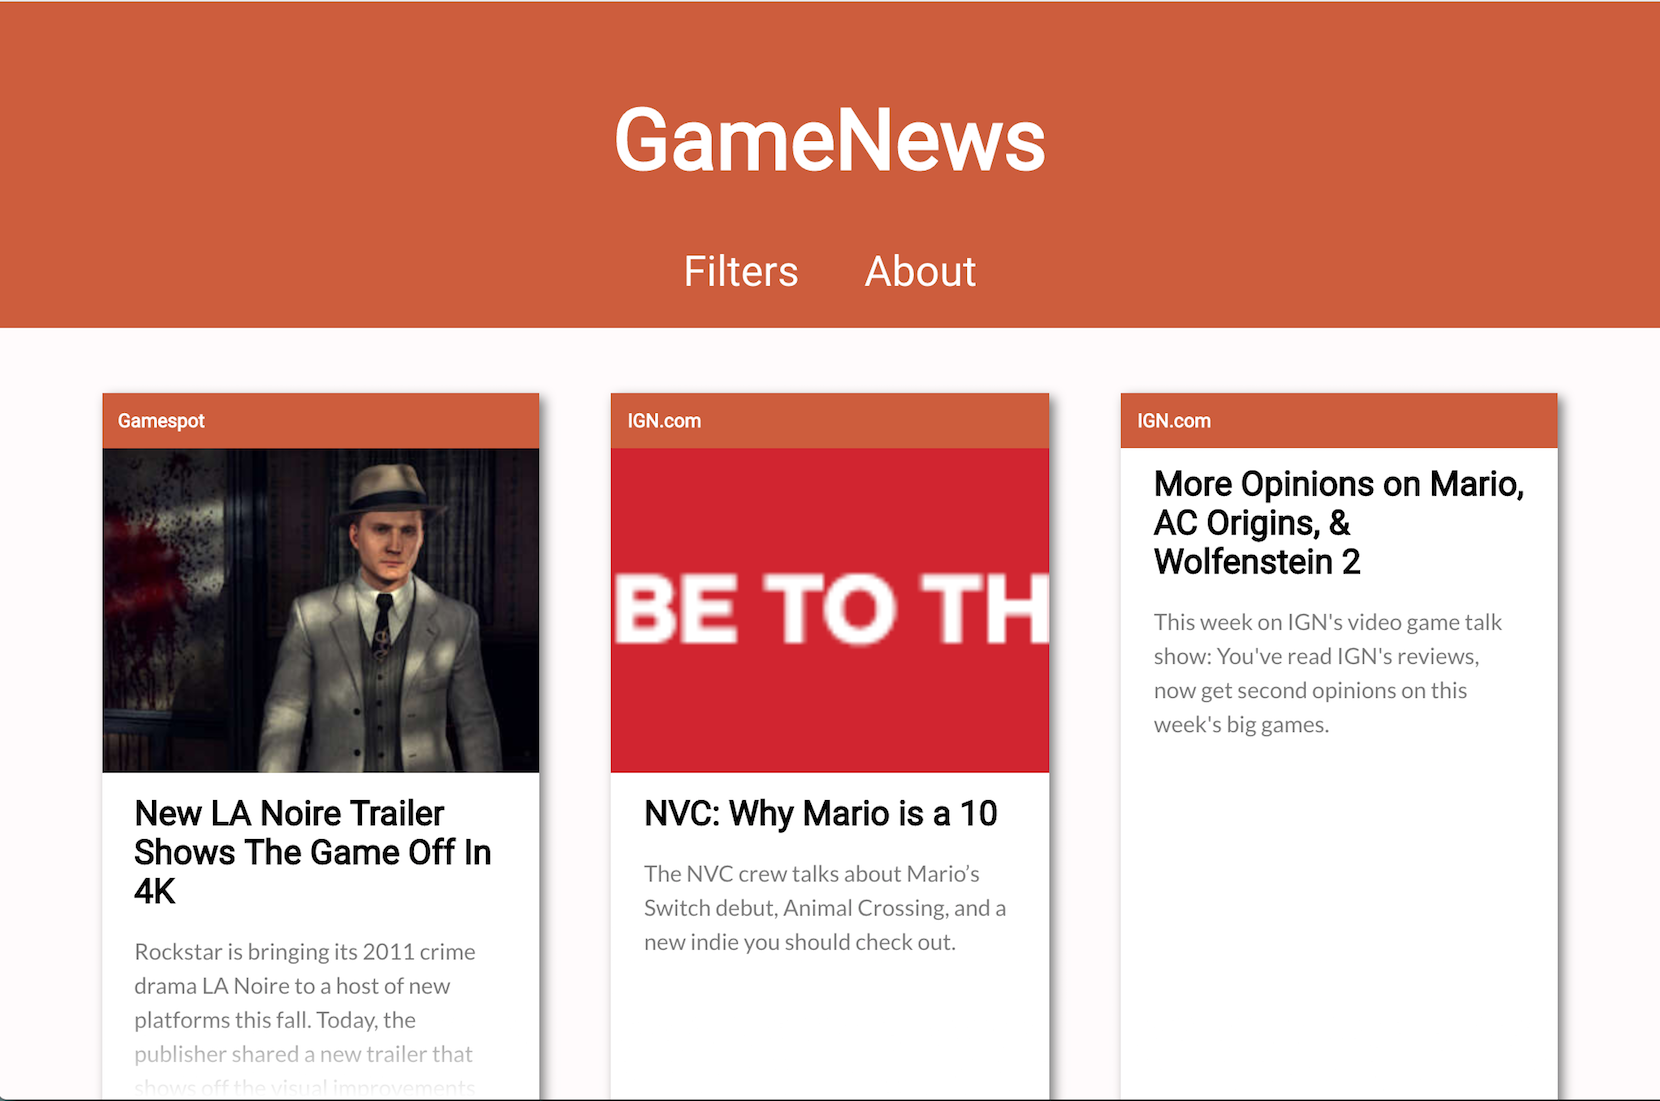 GameNews
Filters About
Gamespot
New LA Noire Trailer
Shows The Game Off In
4K
Rockstar is bringing its 2011 crime
drama LA Noire to a host of new
platforms this fall. Today, the
publisher shared a new trailer that
shows off the visual improvements
IGN.com
BE TO TH
NVC: Why Mario is a 10
The NVC crew talks about Mario’s
Switch debut, Animal Crossing, and a
new indie you should check out.
IGN.com
More Opinions on Mario,
AC Origins, &
Wolfenstein 2
This week on IGN's video game talk
show: You've read IGN's reviews,
now get second opinions on this
week's big games.